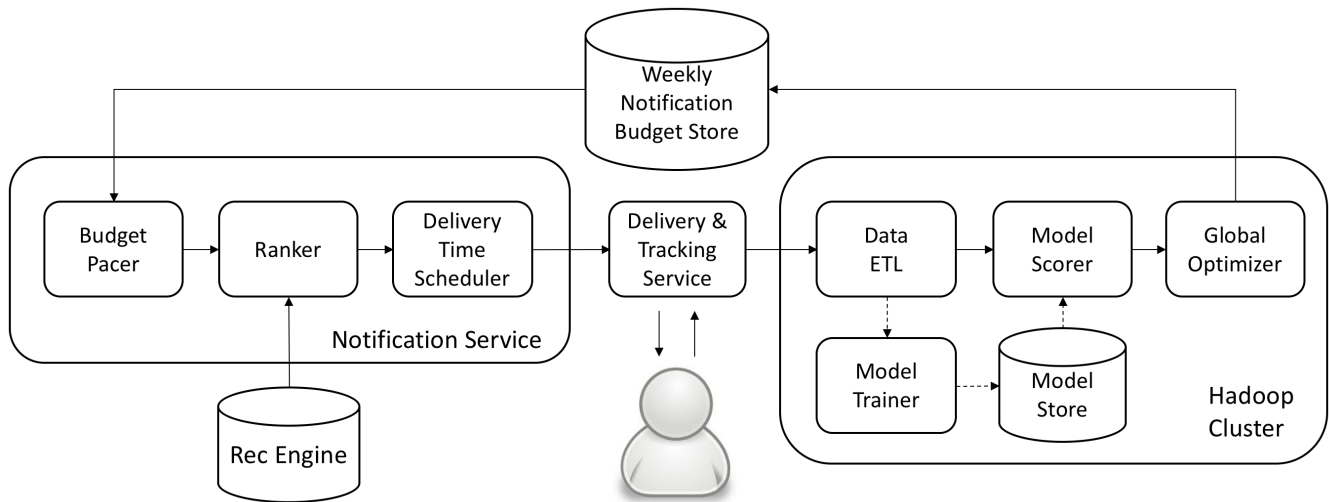 Weekly
Notification
Budget Store
Budget
Pacer
Ranker
Delivery
Time
Scheduler
Notification Service
Rec Engine
Delivery &
Tracking
Service
Data
ETL
Model
Scorer
Global
Optimizer
Model
Trainer
Model
Store
Hadoop
Cluster